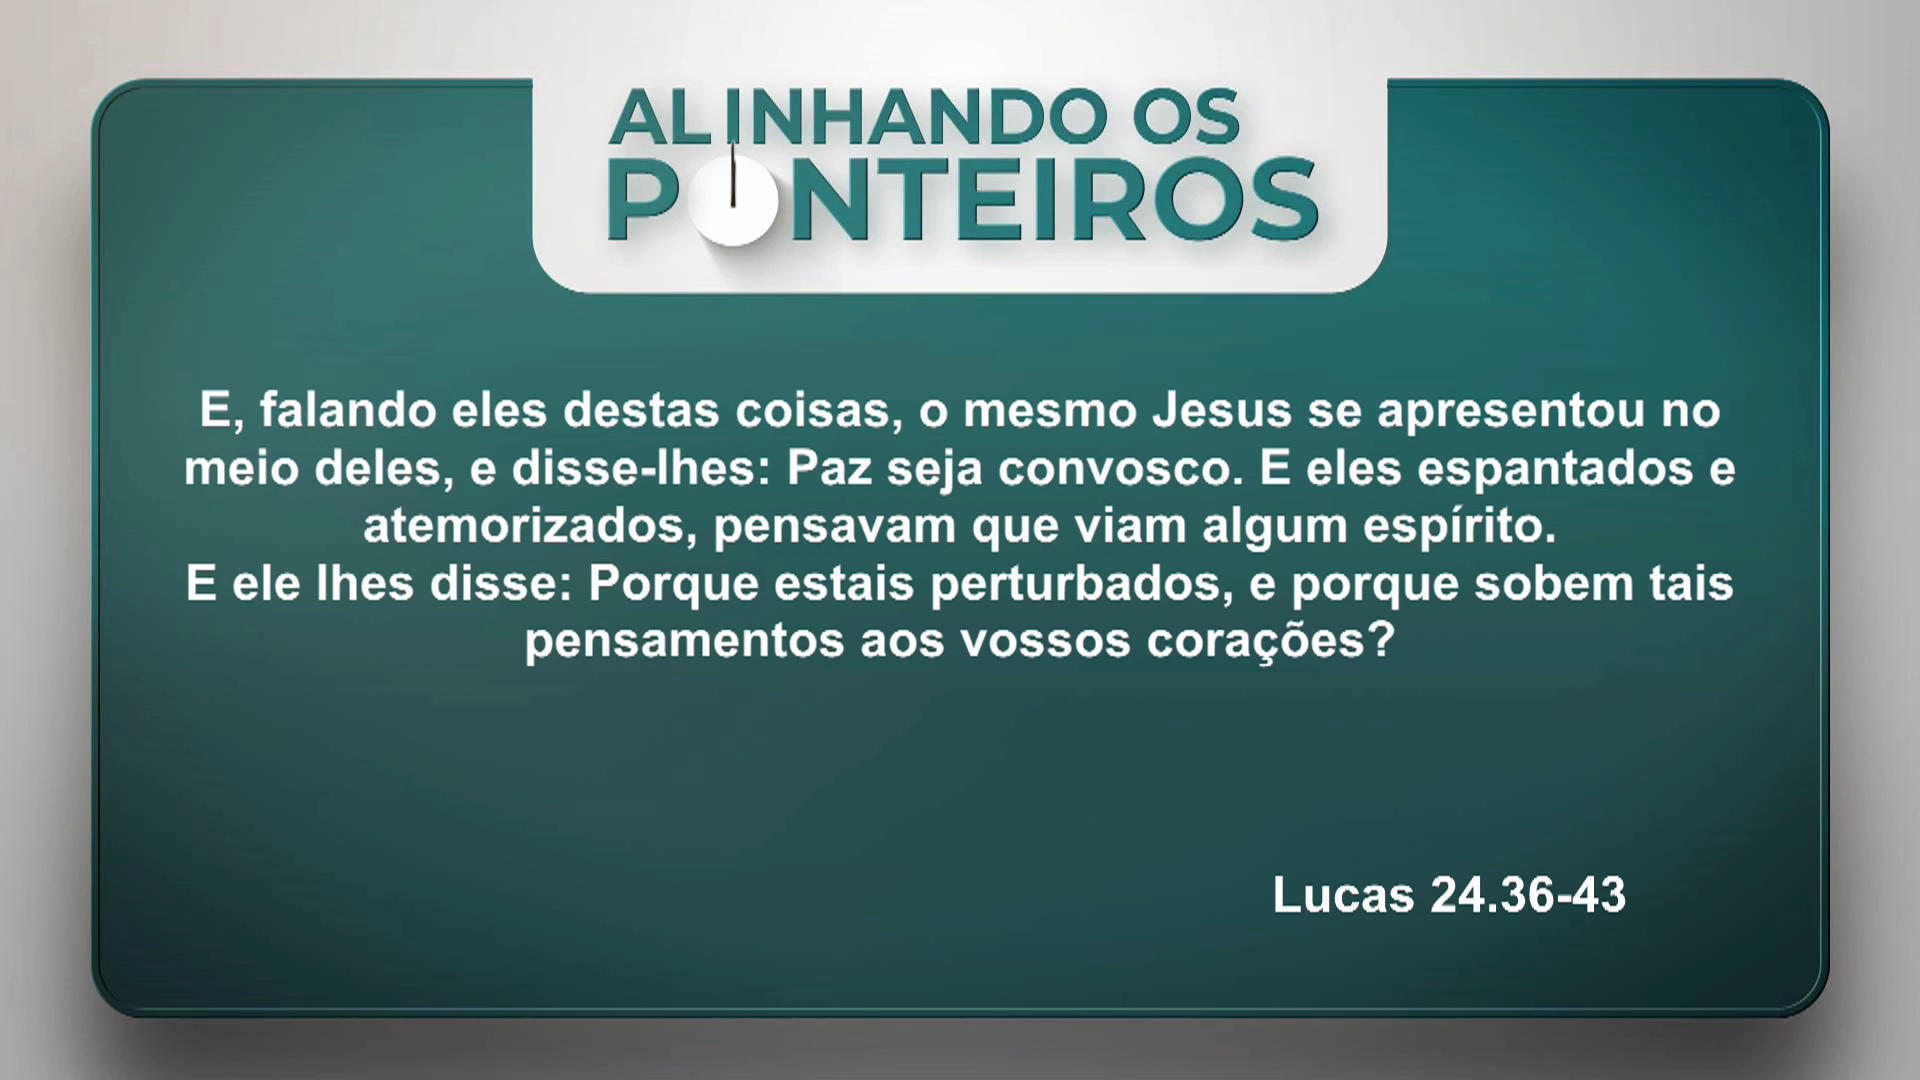 ALINHANDO OS
PONTEIROS
E, falando eles destas coisas, o mesmo Jesus se apresentou no
meio deles, e disse-lhes: Paz seja convosco. E eles espantados e
atemorizados, pensavam que viam algum espírito.
E ele lhes disse: Porque estais perturbados, e porque sobem tais
pensamentos aos vossos corações?
Lucas 24.36-43